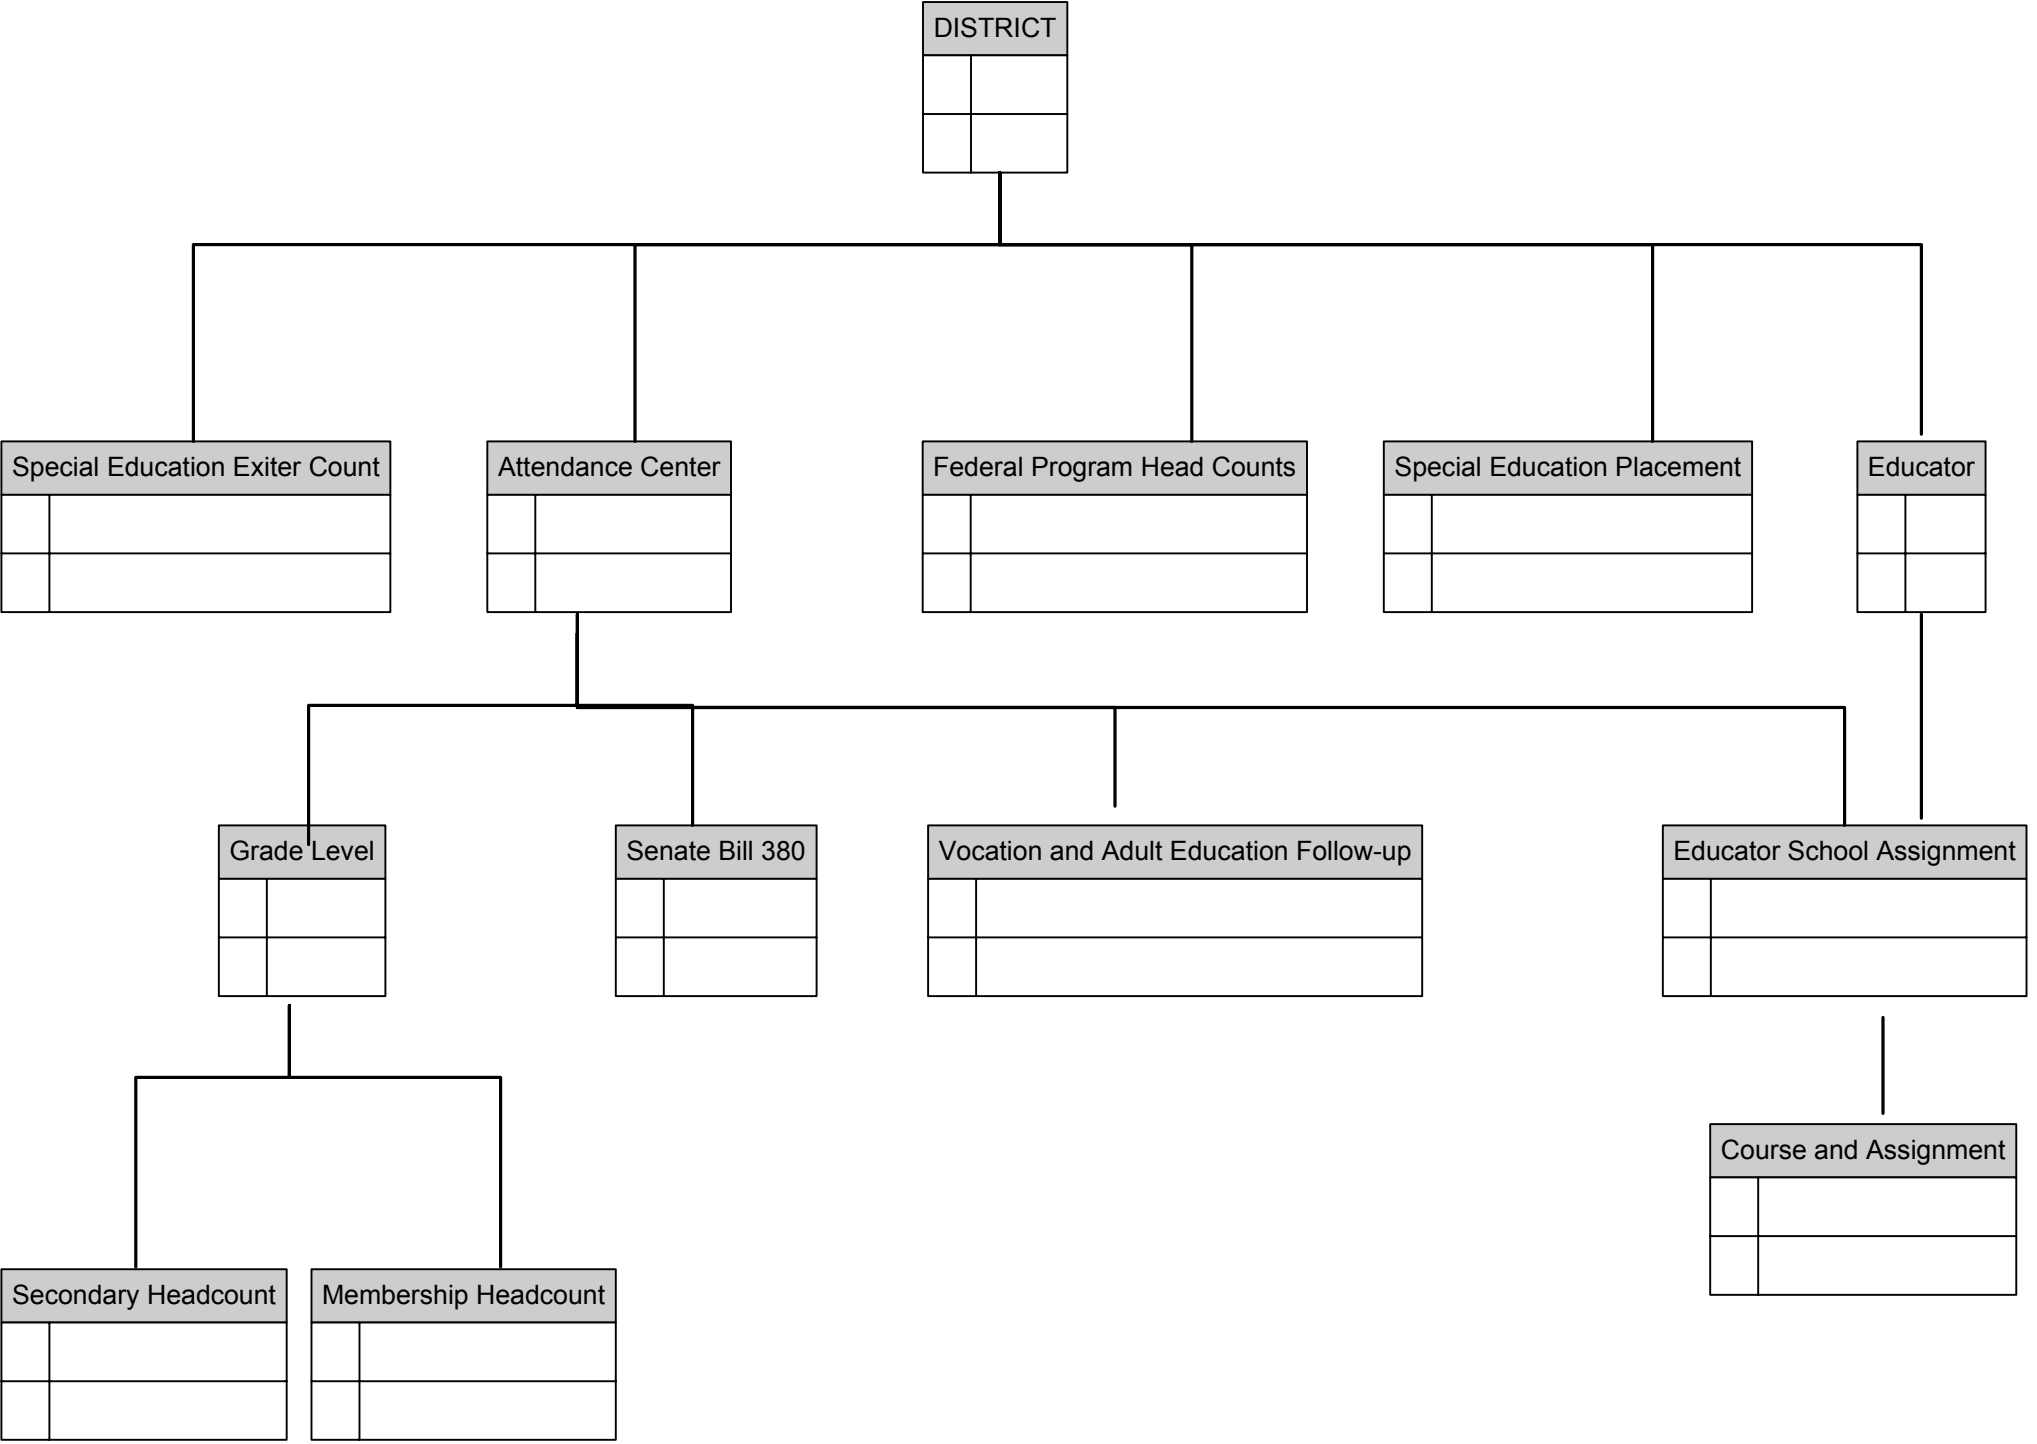 DISTRICT
Special Education Exiter Count
Attendance Center
Federal Program Head Counts
Special Education Placement
Educator
Grade Level
Senate Bill 380
Vocation and Adult Education Follow-up
Educator School Assignment
Course and Assignment
Secondary Headcount
Membership Headcount